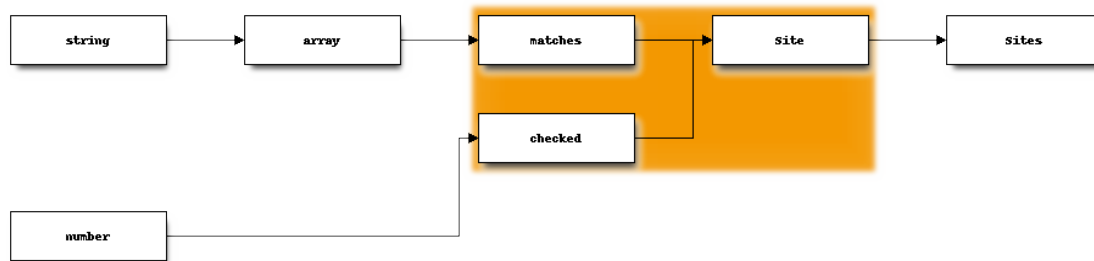 string
array
matches
Site
Sites
checked
number